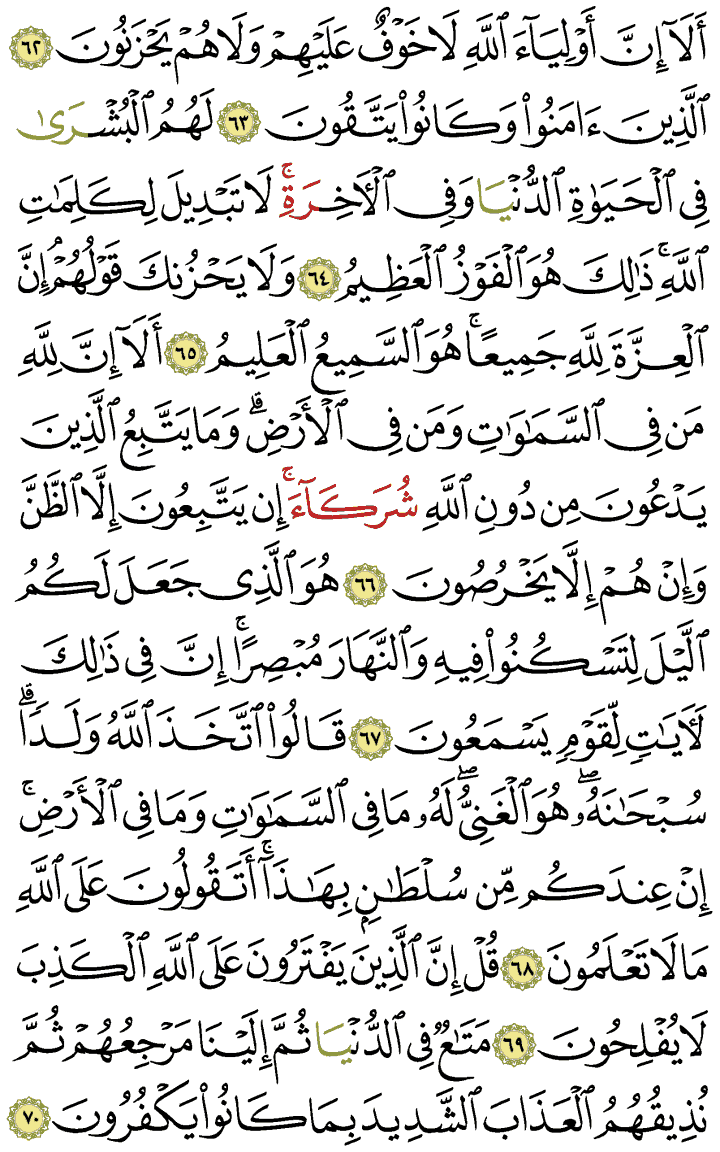 أَلَآ إِنَّ أَوْلِيَآءَ ٱللَّهِ لَا خَوْفٌ عَلَيْهِمْ وَلَا هُمْ يَحْزَنُونَ ٦٢
ٱلَّذِينَ ءَامَنُوا۟ وَكَانُوا۟ يَتَّقُونَ ٦٣ لَهُمُ ٱلْبُشْرَىٰ
فِى ٱلْحَيَوٰةِ ٱلدُّنْيَا وَفِى ٱلْـَٔاخِرَةِ ۚ لَا تَبْدِيلَ لِكَلِمَـٰتِ
ٱللَّهِ ۚ ذَٰلِكَ هُوَ ٱلْفَوْزُ ٱلْعَظِيمُ ٦٤ وَلَا يَحْزُنكَ قَوْلُهُمْ ۘ إِنَّ
ٱلْعِزَّةَ لِلَّهِ جَمِيعًا ۚ هُوَ ٱلسَّمِيعُ ٱلْعَلِيمُ ٦٥ أَلَآ إِنَّ لِلَّهِ
مَن فِى ٱلسَّمَـٰوَٰتِ وَمَن فِى ٱلْأَرْضِ ۗ وَمَا يَتَّبِعُ ٱلَّذِينَ
يَدْعُونَ مِن دُونِ ٱللَّهِ شُرَكَآءَ ۚ إِن يَتَّبِعُونَ إِلَّا ٱلظَّنَّ
وَإِنْ هُمْ إِلَّا يَخْرُصُونَ ٦٦ هُوَ ٱلَّذِى جَعَلَ لَكُمُ
ٱلَّيْلَ لِتَسْكُنُوا۟ فِيهِ وَٱلنَّهَارَ مُبْصِرًا ۚ إِنَّ فِى ذَٰلِكَ
لَـَٔايَـٰتٍ لِّقَوْمٍ يَسْمَعُونَ ٦٧ قَالُوا۟ ٱتَّخَذَ ٱللَّهُ وَلَدًا ۗ
سُبْحَـٰنَهُۥ ۖ هُوَ ٱلْغَنِىُّ ۖ لَهُۥ مَا فِى ٱلسَّمَـٰوَٰتِ وَمَا فِى ٱلْأَرْضِ ۚ
إِنْ عِندَكُم مِّن سُلْطَـٰنٍۭ بِهَـٰذَآ ۚ أَتَقُولُونَ عَلَى ٱللَّهِ
مَا لَا تَعْلَمُونَ ٦٨ قُلْ إِنَّ ٱلَّذِينَ يَفْتَرُونَ عَلَى ٱللَّهِ ٱلْكَذِبَ
لَا يُفْلِحُونَ ٦٩ مَتَـٰعٌ فِى ٱلدُّنْيَا ثُمَّ إِلَيْنَا مَرْجِعُهُمْ ثُمَّ
نُذِيقُهُمُ ٱلْعَذَابَ ٱلشَّدِيدَ بِمَا كَانُوا۟ يَكْفُرُونَ ٧٠